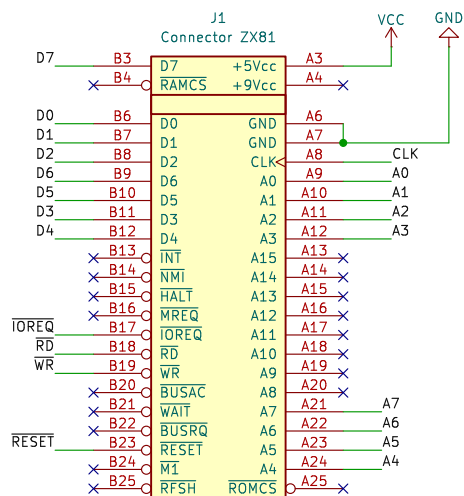 J1
Connector ZX81
VCC
GND
D7 B3 D7 +5Vcc A3
B4 RAMCS +9Vcc A4
D0 B6 D0 GND A6
D1 B7 D1 GND A7
D2 B8 D2 CLK A8 CLK
D6 B9 D6 A0 A9 A0
D5 B10 D5 A1 A10 A1
D3 B11 D3 A2 A11 A2
D4 B12 D4 A3 A12 A3
B13 INT A15 A13
B14 NMI A14 A14
B15 HALT A13 A15
B16 MREQ A12 A16
IOREQ B17 IOREQ A11 A17
RD B18 RD A10 A18
WR B19 WR A9 A19
B20 BUSAC A8 A20
B21 WAIT A7 A21 A7
B22 BUSRQ A6 A22 A6
RESET B23 RESET A5 A23 A5
B24 M1 A4 A24 A4
B25 RFSH ROMCS A25